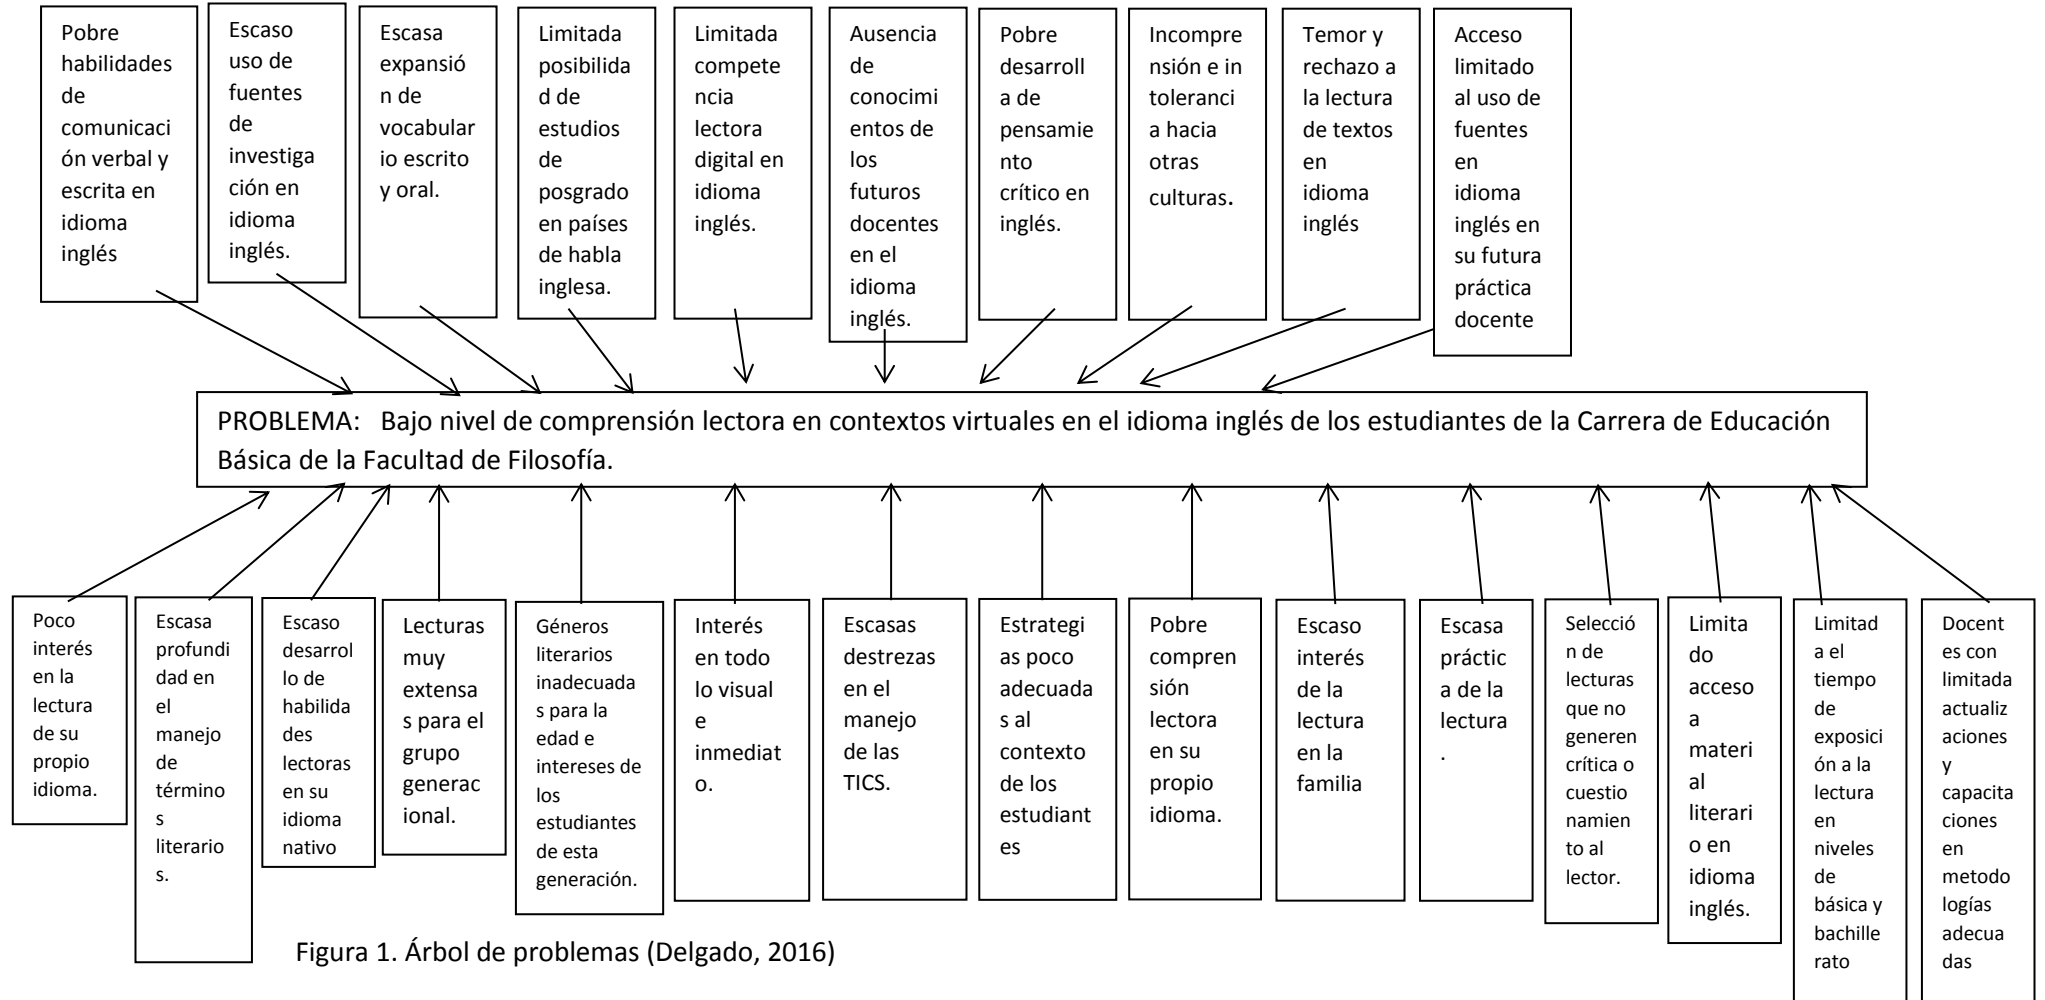 Pobre
habilidades
de
comunicaci
ón verbal y
escrita en
idioma
inglés
Escaso
uso de
fuentes
de
investiga
ción en
idioma
inglés.
Escasa
expansió
n de
vocabular
io escrito
y oral.
Limitada
posibilida
d de
estudios
de
posgrado
en países
de habla
inglesa.
Limitada
compete
ncia
lectora
digital en
idioma
inglés.
Ausencia
de
conocimi
entos de
los
futuros
docentes
en el
idioma
inglés.
Pobre
desarroll
a de
pensamie
nto
crítico en
inglés.
Incompre
nsión e in
toleranci
a hacia
otras
culturas.
Temor y
rechazo a
la lectura
de textos
en
idioma
inglés
Acceso
limitado
al uso de
fuentes
en
idioma
inglés en
su futura
práctica
docente
PROBLEMA: Bajo nivel de comprensión lectora en contextos virtuales en el idioma inglés de los estudiantes de la Carrera de Educación
Básica de la Facultad de Filosofía.
Poco
interés
en la
lectura
de su
propio
idioma.
Escasa
profundi
dad en
el
manejo
de
término
s
literario
s.
Escaso
desarrol
lo de
habilida
des
lectoras
en su
idioma
nativo
Lecturas
muy
extensa
s para el
grupo
generac
ional.
Géneros
literarios
inadecuada
s para la
edad e
intereses de
los
estudiantes
de esta
generación.
Interés
en todo
lo visual
e
inmediat
o.
Escasas
destrezas
en el
manejo
de las
TICS.
Estrategi
as poco
adecuada
s al
contexto
de los
estudiant
es
Pobre
compren
sión
lectora
en su
propio
idioma.
Escaso
interés
de la
lectura
en la
familia
Escasa
práctic
a de la
lectura
.
Selecció
n de
lecturas
que no
generen
crítica o
cuestio
namien
to al
lector.
Limita
do
acceso
a
materi
al
literari
o en
idioma
inglés.
Limitad
a el
tiempo
de
exposici
ón a la
lectura
en
niveles
de
básica y
bachille
rato
Docent
es con
limitada
actualiz
aciones
y
capacita
ciones
en
metodo
logías
adecua
das
Figura 1. Árbol de problemas (Delgado, 2016)